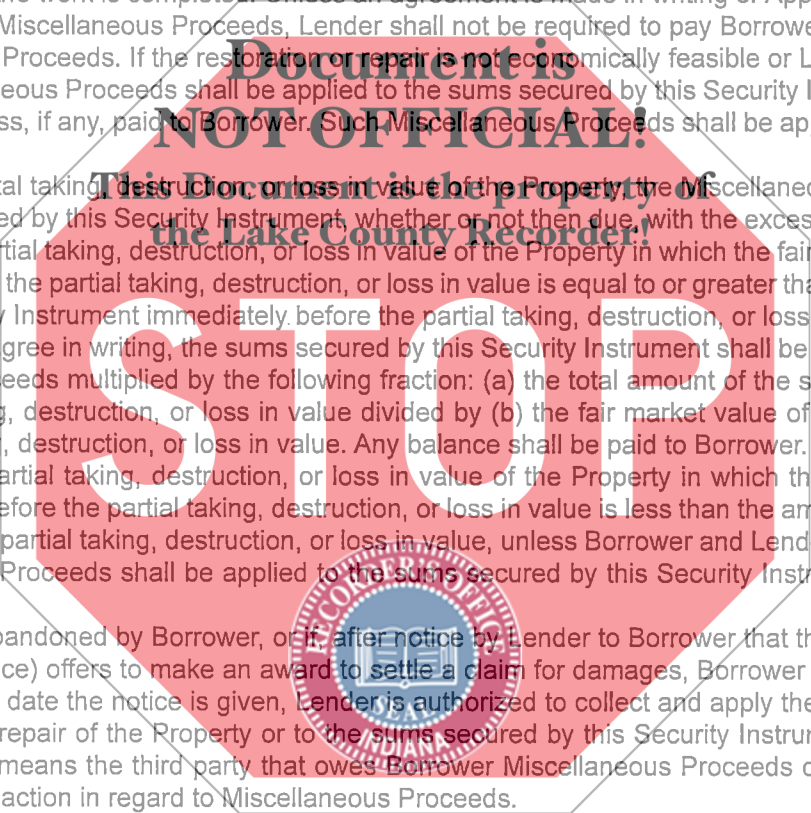 Miscellaneous Proceeds, Lender shall not be required to pay Borrowe
Proceeds. If the restoration or repair is not economically feasible or L
eous Proceeds shall be applied to the sums secured by this Security I
ss, if any, paid to Borrower. Such Miscellaneous Proceeds shall be ap
Document is
NOT OFFICIAL!
This Document is the property of
the Lake County Recorder!
tal taking, destruction, or loss in value of the Property, the Miscellaneo
ed by this Security Instrument, whether or not then due, with the exces
rtial taking, destruction, or loss in value of the Property in which the fair
the partial taking, destruction, or loss in value is equal to or greater tha
y Instrument immediately before the partial taking, destruction, or loss
gree in writing, the sums secured by this Security Instrument shall be
eeds multiplied by the following fraction: (a) the total amount of the s
g, destruction, or loss in value divided by (b) the fair market value of
, destruction, or loss in value. Any balance shall be paid to Borrower.
artial taking, destruction, or loss in value of the Property in which th
efore the partial taking, destruction, or loss in value is less than the am
partial taking, destruction, or loss in value, unless Borrower and Lend
Proceeds shall be applied to the sums secured by this Security Instr
STOP
bandoned by Borrower, or if, after notice by Lender to Borrower that th
ce) offers to make an award to settle a claim for damages, Borrower
date the notice is given, Lender is authorized to collect and apply the
repair of the Property or to the sums secured by this Security Instrum
means the third party that owes Borrower Miscellaneous Proceeds o
action in regard to Miscellaneous Proceeds.
RECORDER'S OFFICE
SEAL
INDIANA